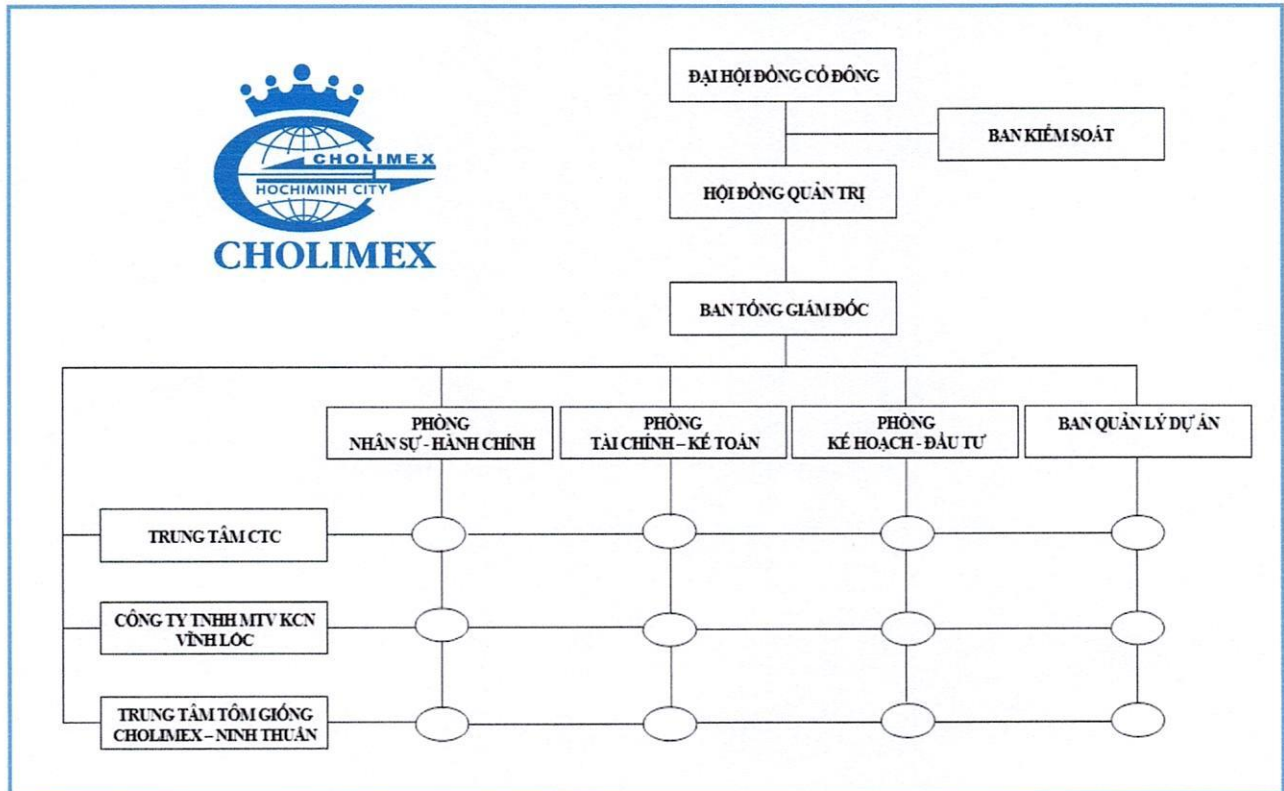 ĐẠI HỘI ĐỒNG CỔ ĐÔNG
BAN KIỂM SOÁT
CHOLIMEX
HOCHIMINH CITY
CHOLIMEX
HỘI ĐỒNG QUẢN TRỊ
BAN TỔNG GIÁM ĐỐC
PHÒNG
NHÂN SỰ - HÀNH CHÍNH
PHÒNG
TÀI CHÍNH – KẾ TOÁN
PHÒNG
KẾ HOẠCH - ĐẦU TƯ
BAN QUẢN LÝ DỰ ÁN
TRUNG TÂM CTC
CÔNG TY TNHH MTV KCN
VĨNH LỘC
TRUNG TÂM TÔM GIỐNG
CHOLIMEX – NINH THUẬN